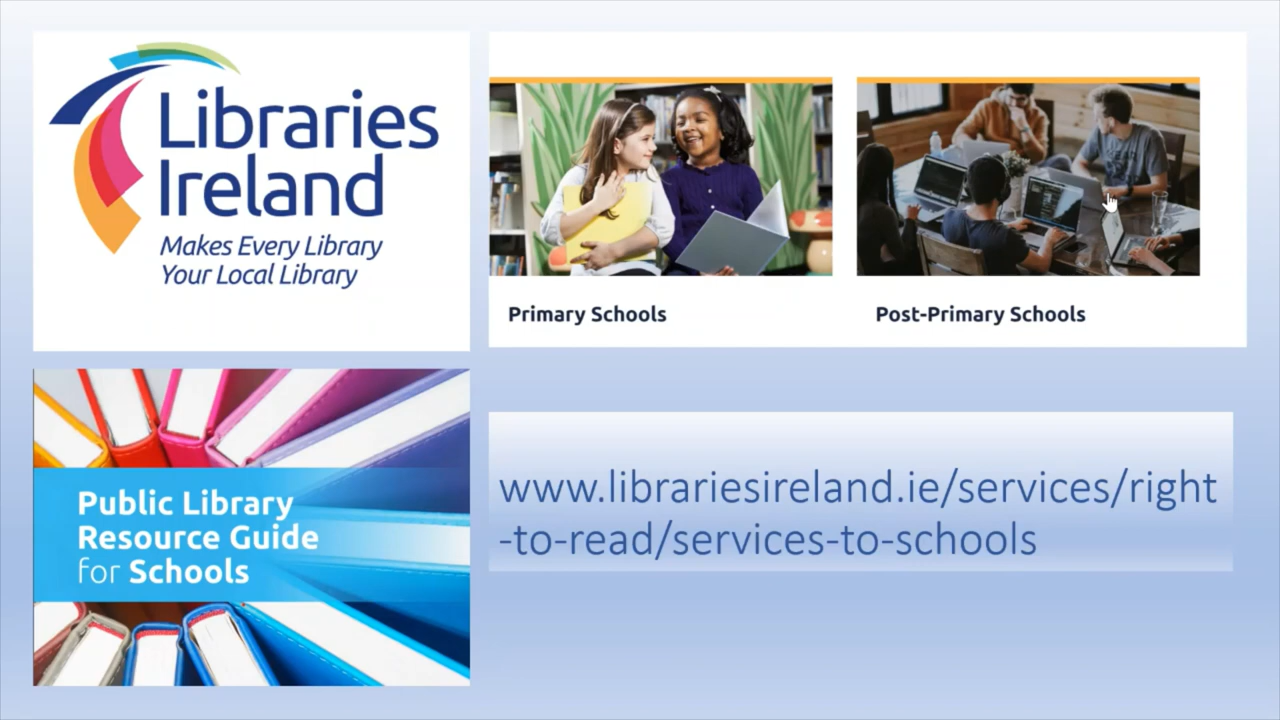 Libraries
Ireland
Makes Every Library
Your Local Library
Primary Schools
Post-Primary Schools
Public Library
Resource Guide
for Schools
www.librariesireland.ie/services/right
-to-read/services-to-schools